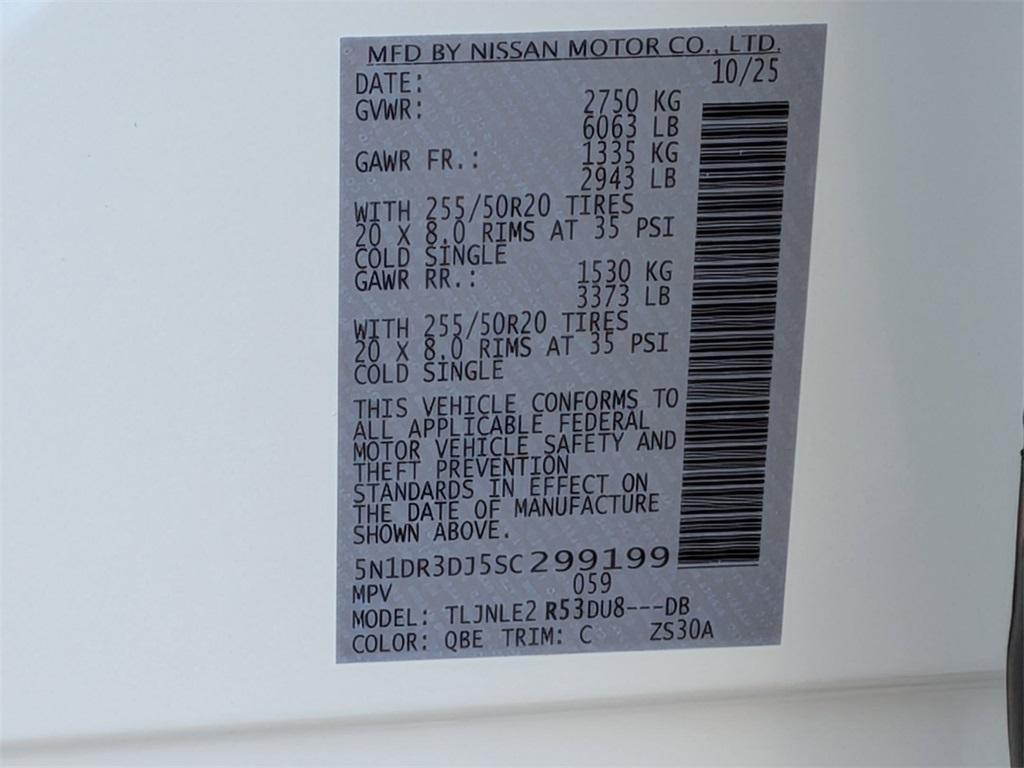 MFD BY NISSAN MOTOR CO., LTD.
DATE: 10/25
GVWR: 2750 KG
6063 LB
GAWR FR.: 1335 KG
2943 LB
WITH 255/50R20 TIRES
20 X 8.0 RIMS AT 35 PSI
COLD SINGLE
GAWR RR.: 1530 KG
3373 LB
WITH 255/50R20 TIRES
20 X 8.0 RIMS AT 35 PSI
COLD SINGLE
THIS VEHICLE CONFORMS TO
ALL APPLICABLE FEDERAL
MOTOR VEHICLE SAFETY AND
THEFT PREVENTION
STANDARDS IN EFFECT ON
THE DATE OF MANUFACTURE
SHOWN ABOVE.
5N1DR3DJ5SC299199
MPV 059
MODEL: TLJNLE2 R53DU8---DB
COLOR: QBE TRIM: C ZS30A